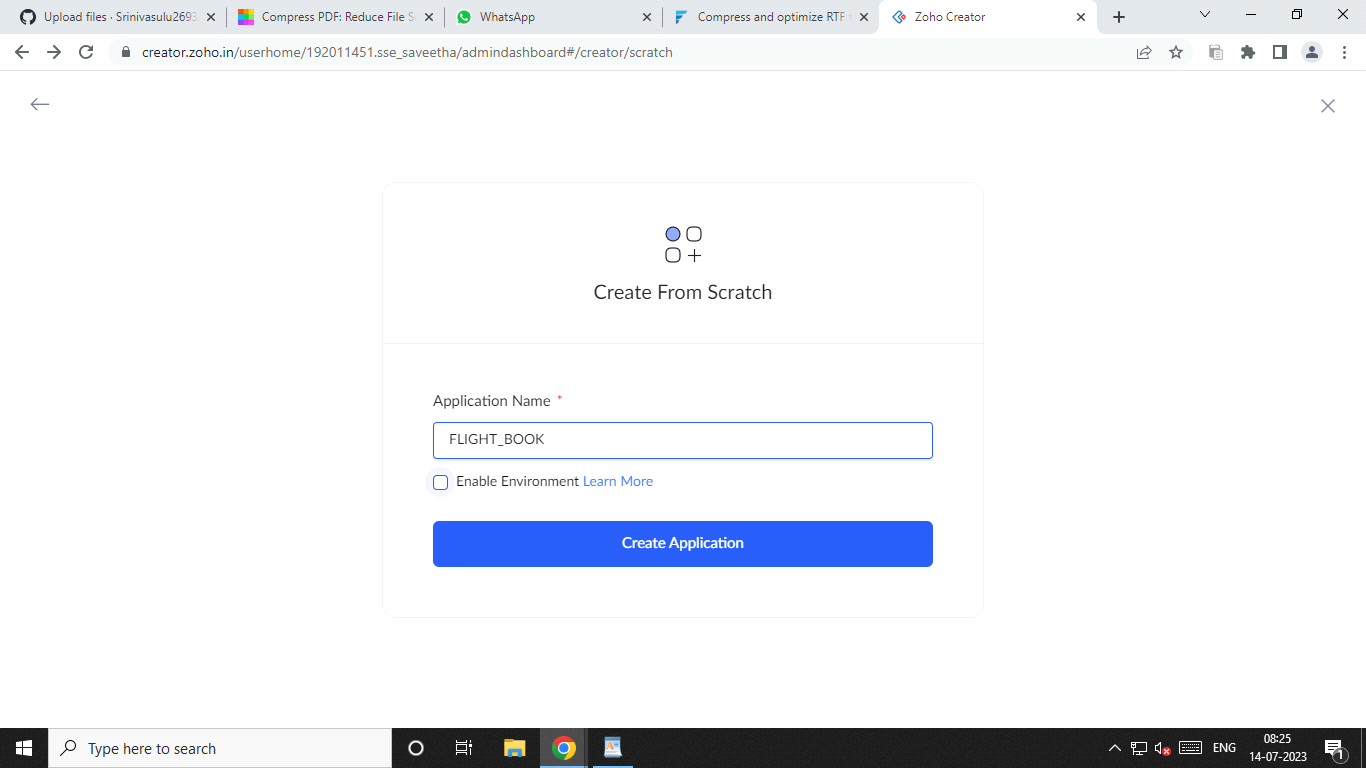 Upload files · Srinivasulu2693
Compress PDF: Reduce File S
WhatsApp
Compress and optimize RTF
Zoho Creator
creator.zoho.in/userhome/192011451.sse_saveetha/admindashboard#/creator/scratch
Create From Scratch
Application Name *
FLIGHT_BOOK
Enable Environment Learn More
Create Application
Type here to search
ENG
08:25
14-07-2023
1